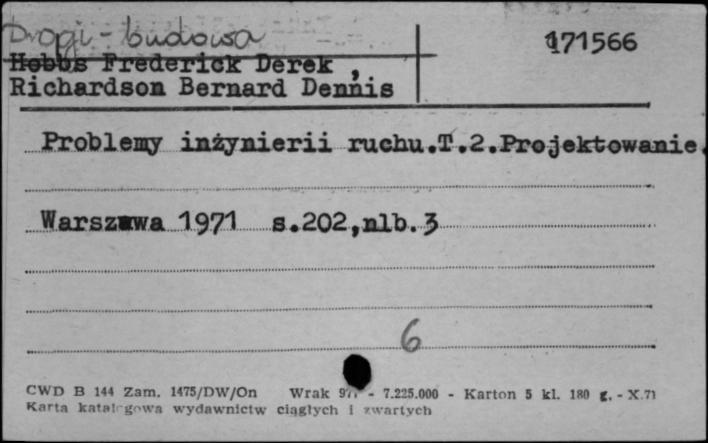 Drogi - budowa
171566
Hobbs Frederick Derek,
Richardson Bernard Dennis
Problemy inżynierii ruchu.T.2.Projektowanie.
Warszawa 1971 s.202,nlb.3
6
CWD B 144 Zam. 1475/DW/On Wrak - 7.225.000 - Karton 5 kl. 180 g. - X.71
Karta katalogowa wydawnictw ciągłych i zwartych